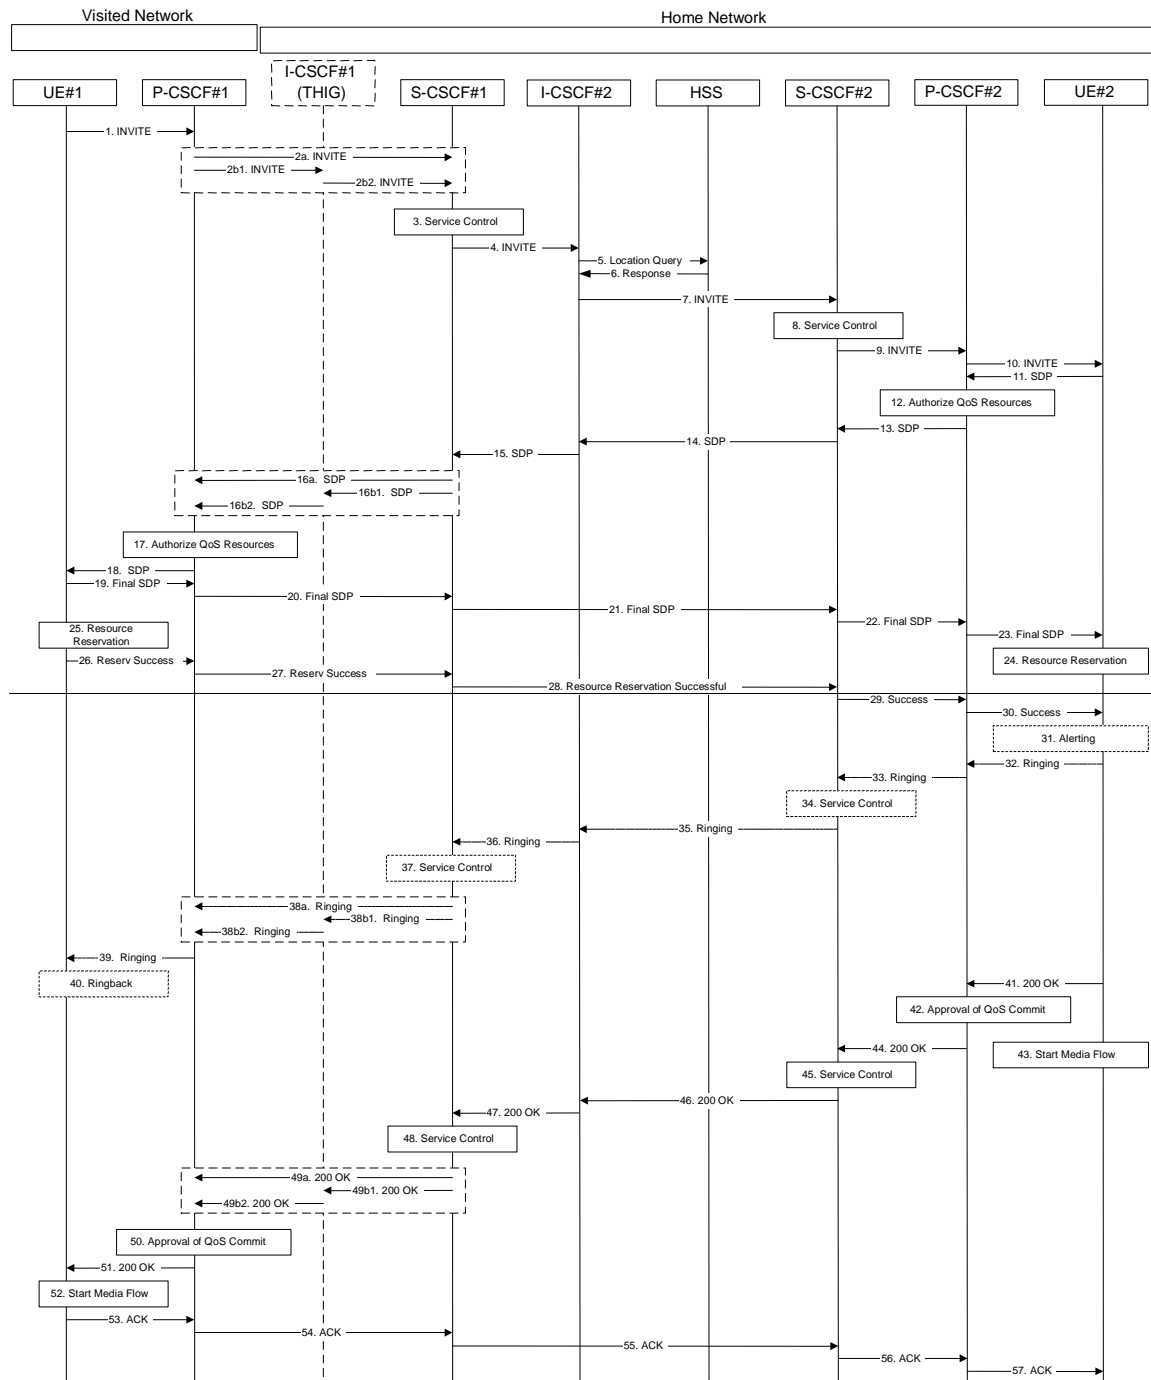 Visited Network
Home Network
UE#1
P-CSCF#1
I-CSCF#1
(THIG)
S-CSCF#1
I-CSCF#2
HSS
S-CSCF#2
P-CSCF#2
UE#2
1. INVITE
2a. INVITE
2b1. INVITE
2b2. INVITE
3. Service Control
4. INVITE
5. Location Query
6. Response
7. INVITE
8. Service Control
9. INVITE
10. INVITE
11. SDP
12. Authorize QoS Resources
13. SDP
14. SDP
15. SDP
16a. SDP
16b1. SDP
16b2. SDP
17. Authorize QoS Resources
18. SDP
19. Final SDP
20. Final SDP
21. Final SDP
22. Final SDP
23. Final SDP
25. Resource
Reservation
24. Resource Reservation
26. Reserv Success
27. Reserv Success
28. Resource Reservation Successful
29. Success
30. Success
31. Alerting
32. Ringing
33. Ringing
34. Service Control
35. Ringing
36. Ringing
37. Service Control
38a. Ringing
38b1. Ringing
38b2. Ringing
39. Ringing
40. Ringback
41. 200 OK
42. Approval of QoS Commit
44. 200 OK
43. Start Media Flow
45. Service Control
46. 200 OK
47. 200 OK
48. Service Control
49a. 200 OK
49b1. 200 OK
49b2. 200 OK
50. Approval of QoS Commit
51. 200 OK
52. Start Media Flow
53. ACK
54. ACK
55. ACK
56. ACK
57. ACK